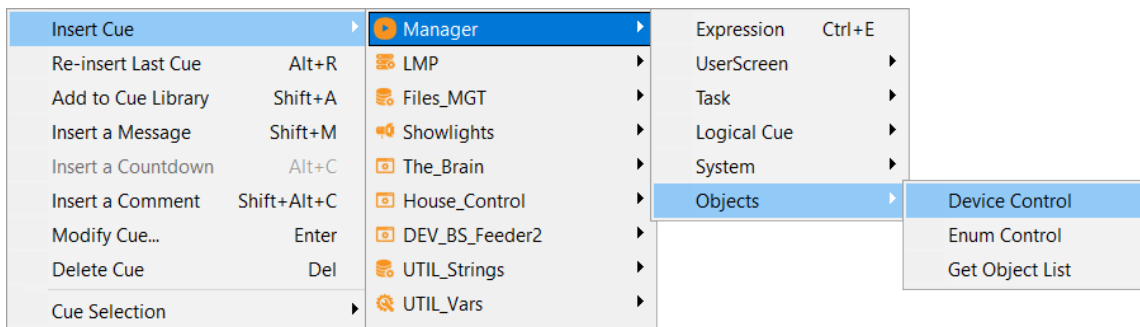 Insert Cue
Re-insert Last Cue Alt+R
Add to Cue Library Shift+A
Insert a Message Shift+M
Insert a Countdown Alt+C
Insert a Comment Shift+Alt+C
Modify Cue... Enter
Delete Cue Del
Cue Selection
Manager
LMP
Files_MGT
Showlights
The_Brain
House_Control
DEV_BS_Feeder2
UTIL_Strings
UTIL_Vars
Expression Ctrl+E
UserScreen
Task
Logical Cue
System
Objects
Device Control
Enum Control
Get Object List